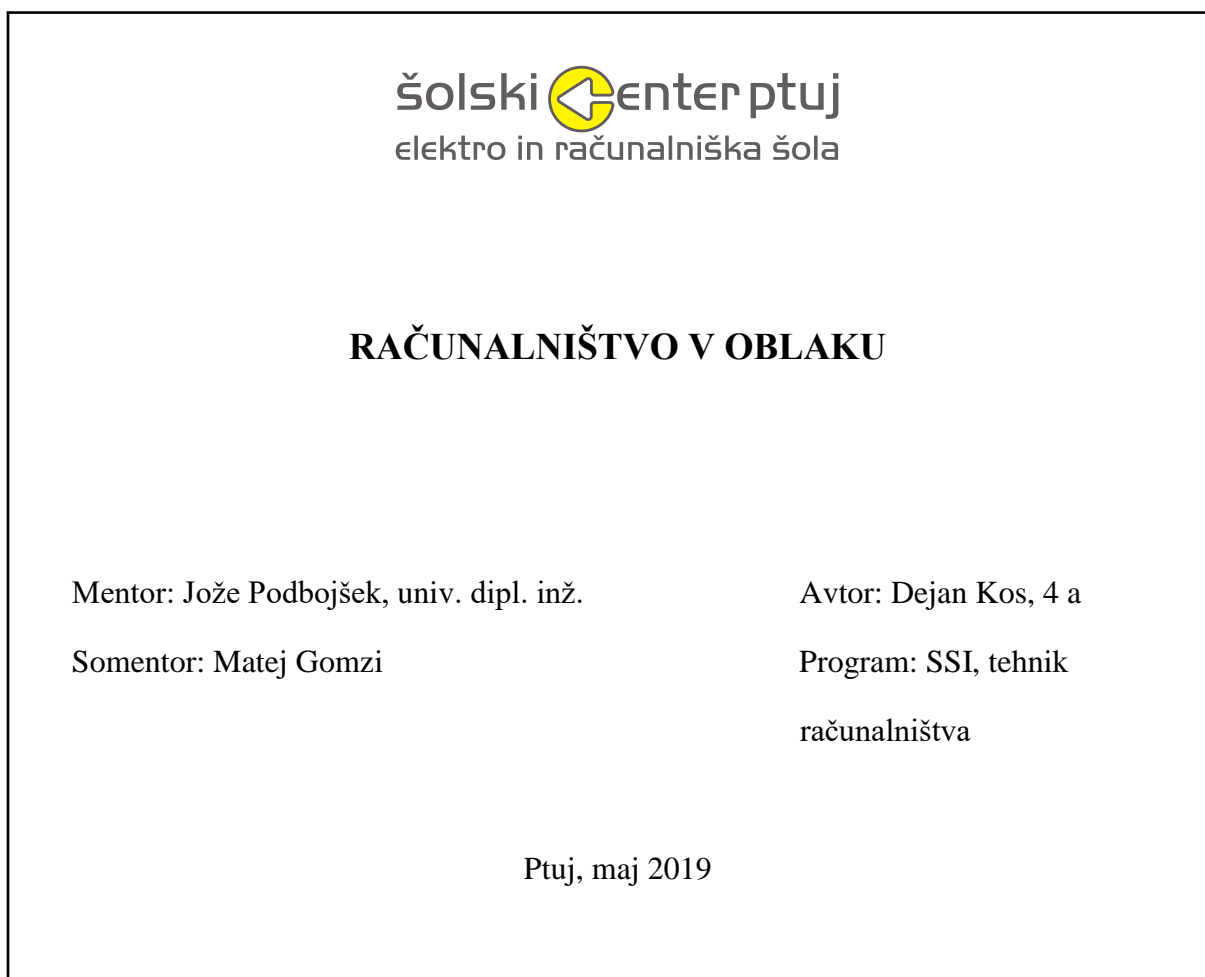 šolski center ptuj
elektro in računalniška šola
RAČUNALNIŠTVO V OBLAKU
Mentor: Jože Podbojšek, univ. dipl. inž.
Avtor: Dejan Kos, 4 a
Somentor: Matej Gomzi
Program: SSI, tehnik
računalništva
Ptuj, maj 2019